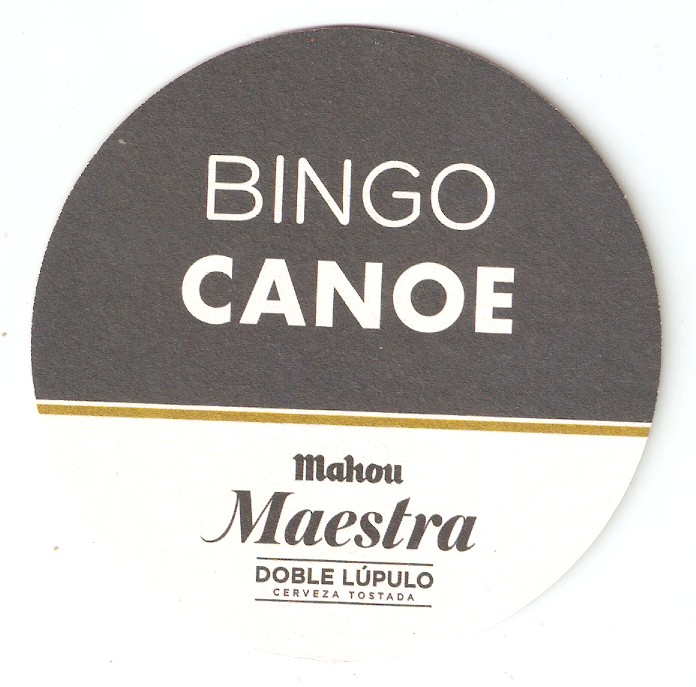 BINGO
CANOE
Mahou
Maestra
DOBLE LÚPULO
CERVEZA TOSTADA